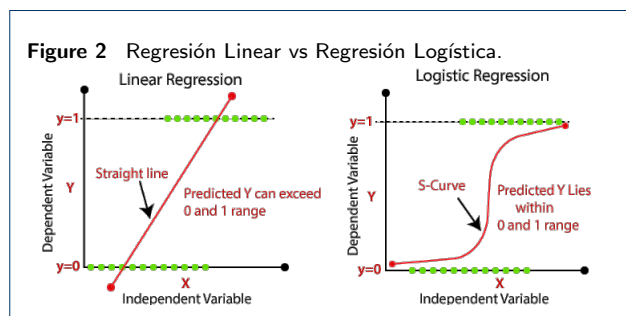 Figure 2 Regresión Linear vs Regresión Logística.
Linear Regression
y=1
Dependent Variable
Y
Straight line
Predicted Y can exceed
0 and 1 range
y=0
X
Independent Variable
Logistic Regression
y=1
Dependent Variable
Y
S-Curve
Predicted Y Lies
within
0 and 1 range
y=0
X
Independent Variable